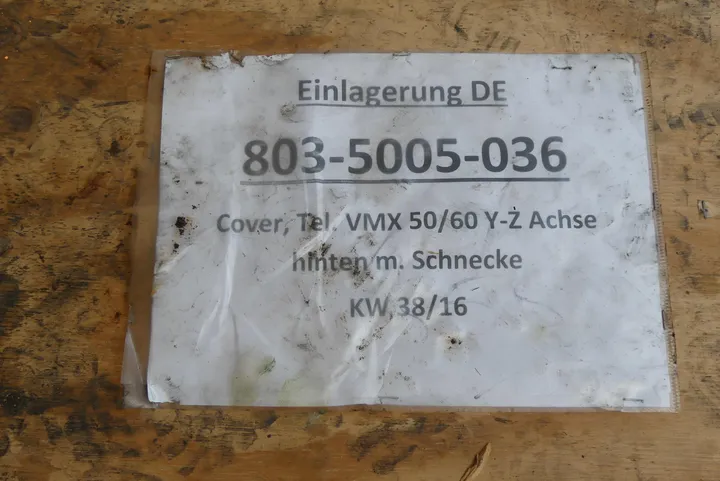 Einlagerung DE
803-5005-036
Cover, Tel. VMX 50/60 Y-Z Achse
hinten m. Schnecke
KW 38/16